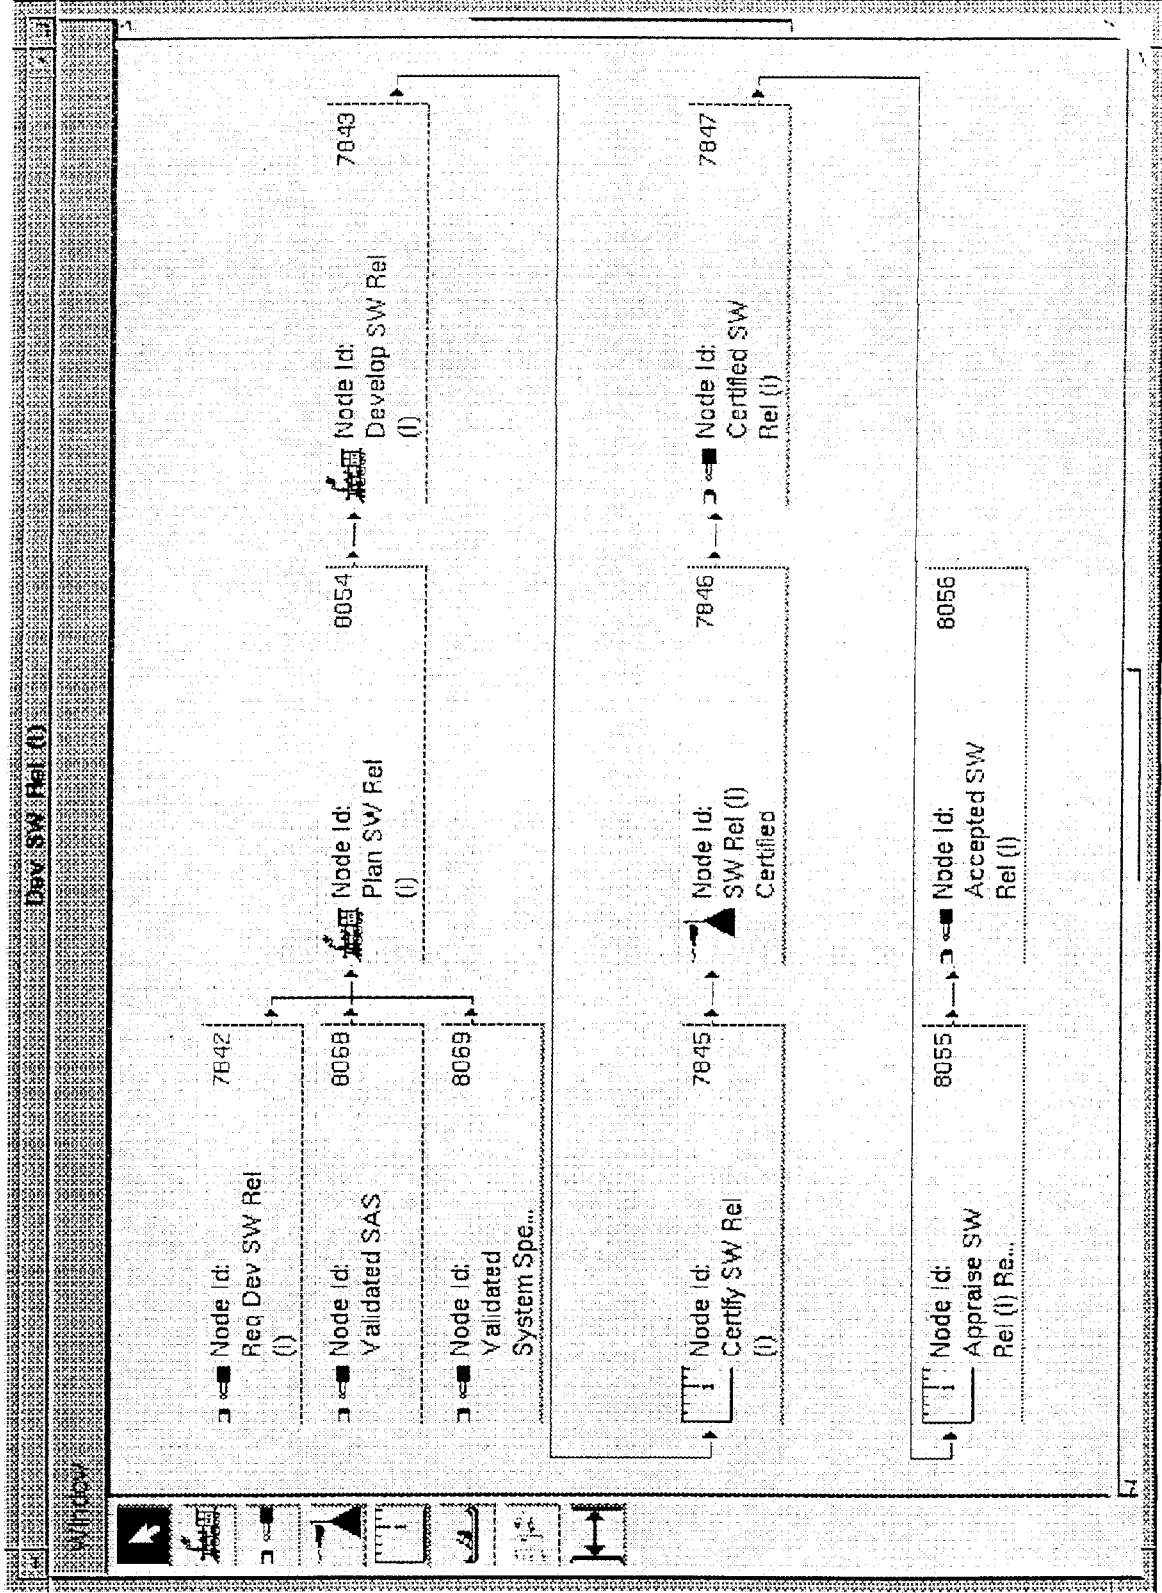 Dev SW Rel (I)
Window
Node Id: 7842
Req Dev SW Rel
(I)
Node Id: 8068
Validated SAS
Node Id: 8069
Validated
System Spe...
Node Id: 8054
Plan SW Rel
(I)
Node Id: 7843
Develop SW Rel
(I)
Node Id: 7845
Certify SW Rel
(I)
Node Id: 7846
SW Rel (I)
Certified
Node Id: 7847
Certified SW
Rel (I)
Node Id: 8055
Appraise SW
Rel (I) Re...
Node Id: 8056
Accepted SW
Rel (I)